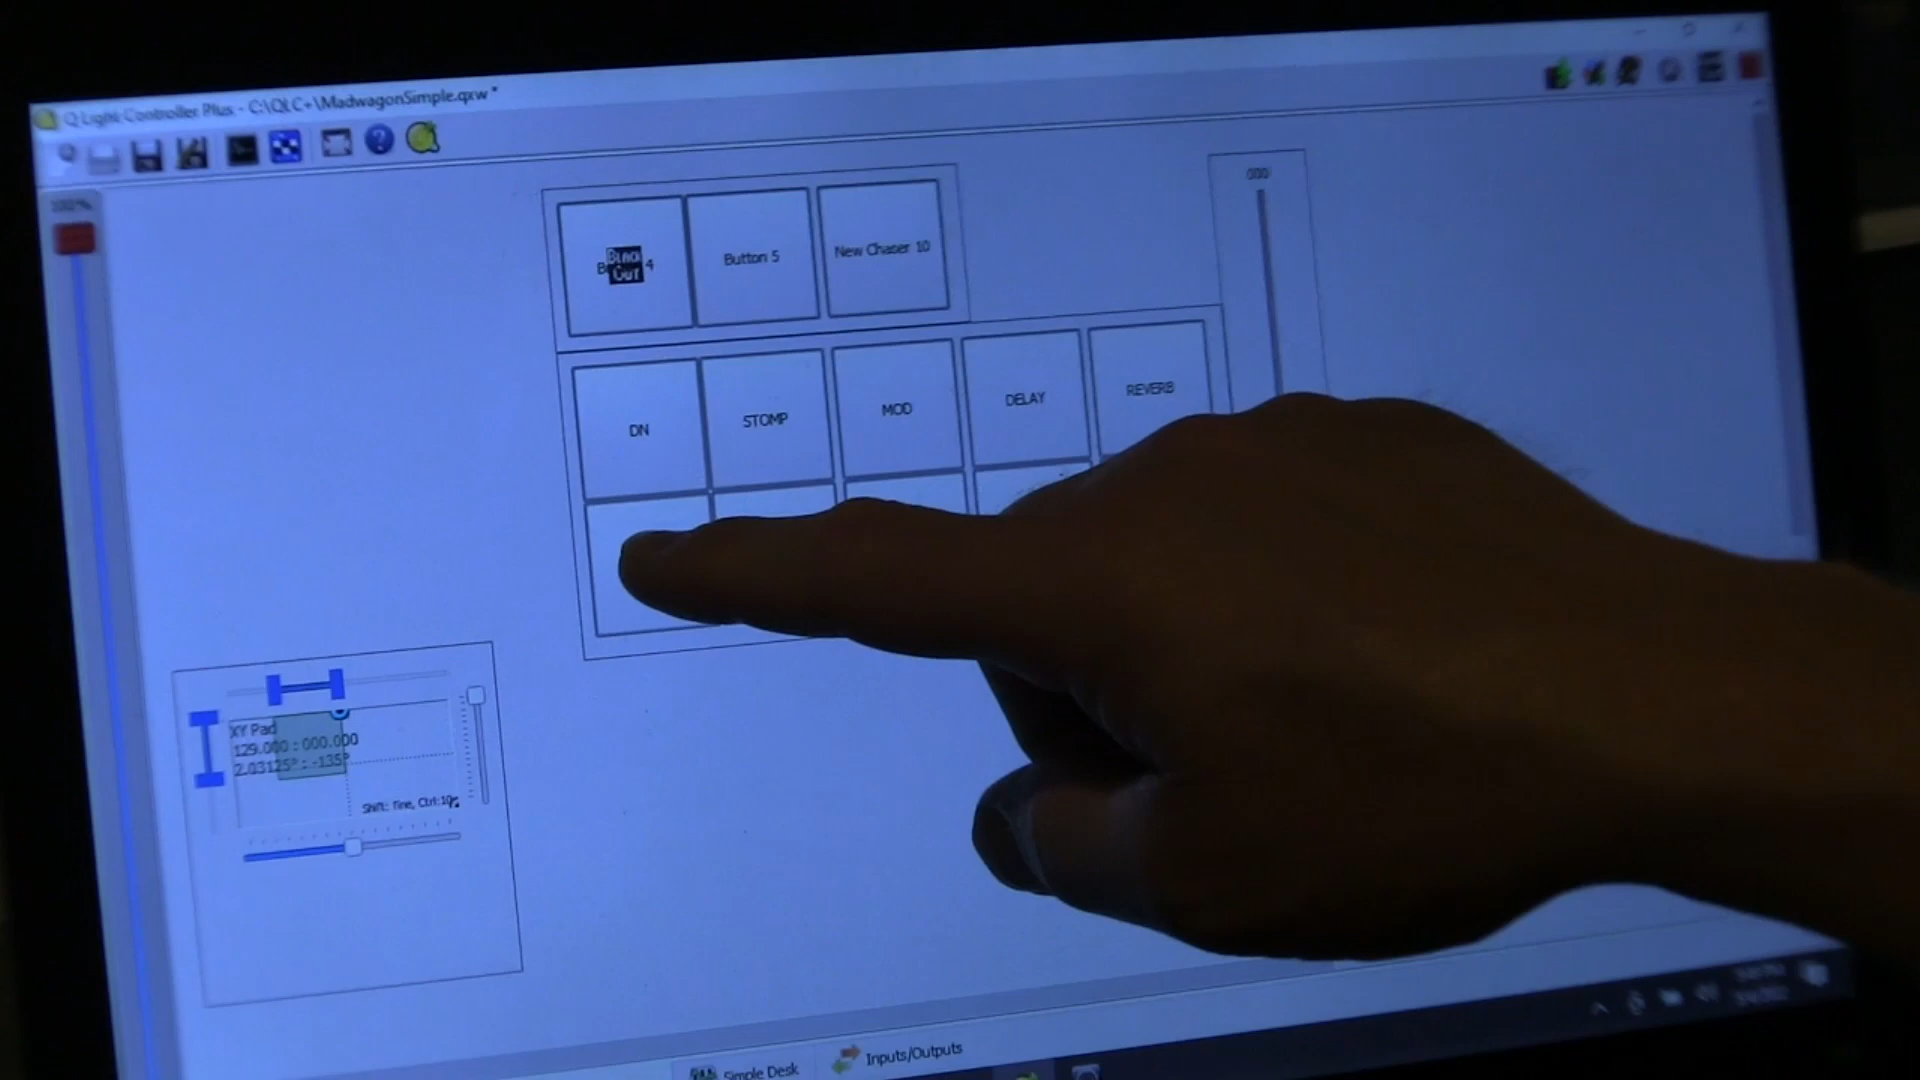 Q Light Controller Plus - C:\QLC+\MadwagonSimple.qxw *
100%
000
BLACK
OUT
4
Button 5
New Chaser 10
DN
STOMP
MOD
DELAY
REVERB
XY Pad
129.000 : 000.000
2.03125° : -135°
Shift: fine, Ctrl:10x
Simple Desk
Inputs/Outputs